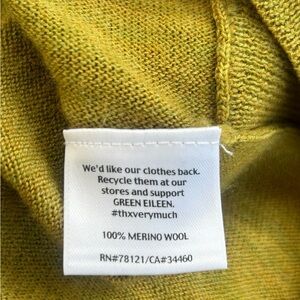 We'd like our clothes back.
Recycle them at our
stores and support
GREEN EILEEN.
#thxverymuch
100% MERINO WOOL
RN#78121/CA#34460